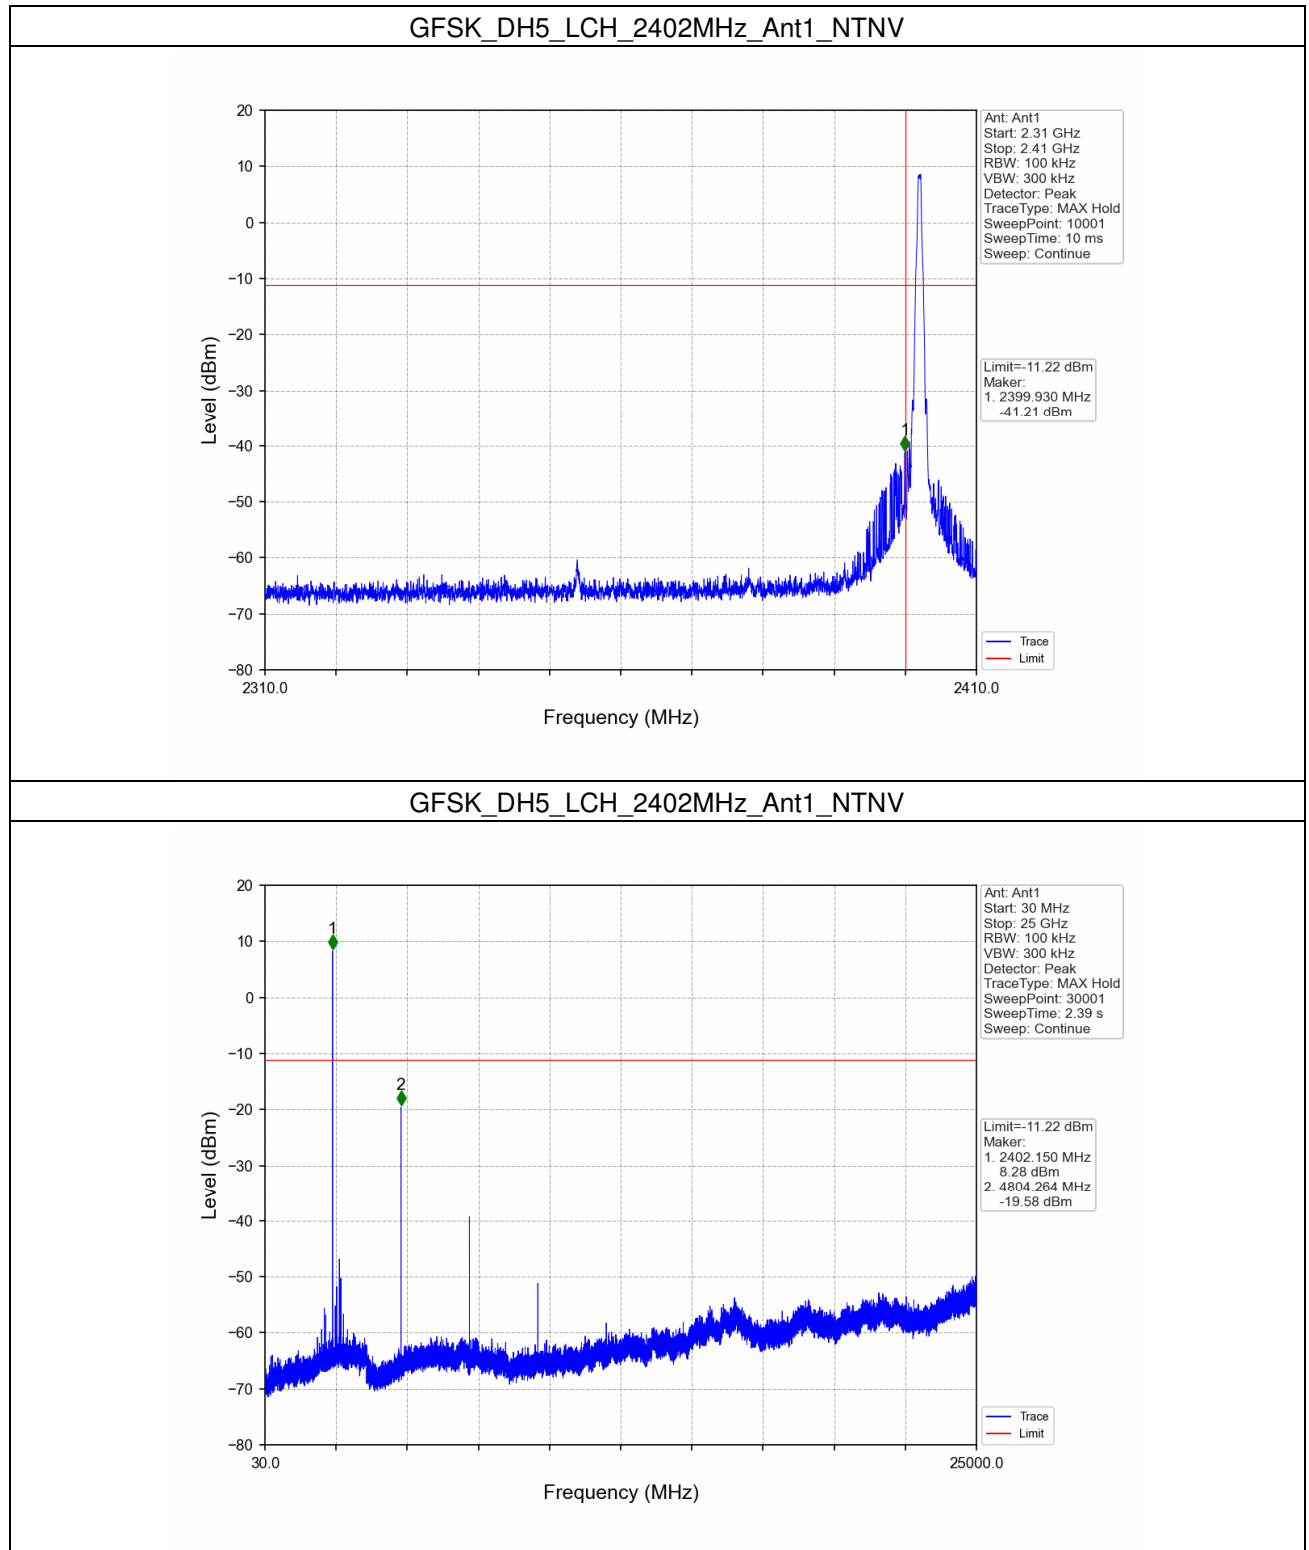 GFSK_DH5_LCH_2402MHz_Ant1_NTNV
20
10
0
−10
−20
−30
−40
−50
−60
−70
−80
Level (dBm)
1
2310.0
2410.0
Frequency (MHz)
Ant: Ant1
Start: 2.31 GHz
Stop: 2.41 GHz
RBW: 100 kHz
VBW: 300 kHz
Detector: Peak
TraceType: MAX Hold
SweepPoint: 10001
SweepTime: 10 ms
Sweep: Continue
Limit=-11.22 dBm
Maker:
1. 2399.930 MHz
-41.21 dBm
Trace
Limit
GFSK_DH5_LCH_2402MHz_Ant1_NTNV
20
10
0
−10
−20
−30
−40
−50
−60
−70
−80
Level (dBm)
1
2
30.0
25000.0
Frequency (MHz)
Ant: Ant1
Start: 30 MHz
Stop: 25 GHz
RBW: 100 kHz
VBW: 300 kHz
Detector: Peak
TraceType: MAX Hold
SweepPoint: 30001
SweepTime: 2.39 s
Sweep: Continue
Limit=-11.22 dBm
Maker:
1. 2402.150 MHz
8.28 dBm
2. 4804.264 MHz
-19.58 dBm
Trace
Limit